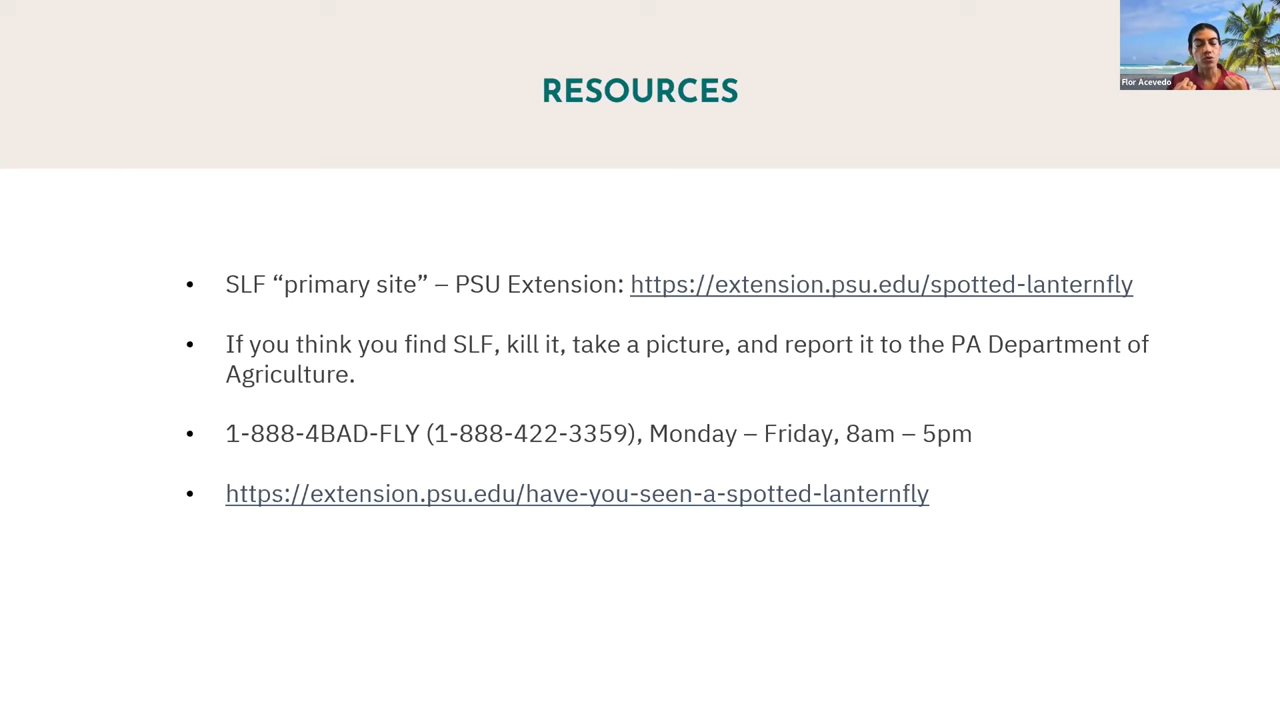 RESOURCES
Flor Acevedo
• SLF “primary site” – PSU Extension: https://extension.psu.edu/spotted-lanternfly
• If you think you find SLF, kill it, take a picture, and report it to the PA Department of
Agriculture.
• 1-888-4BAD-FLY (1-888-422-3359), Monday – Friday, 8am – 5pm
• https://extension.psu.edu/have-you-seen-a-spotted-lanternfly